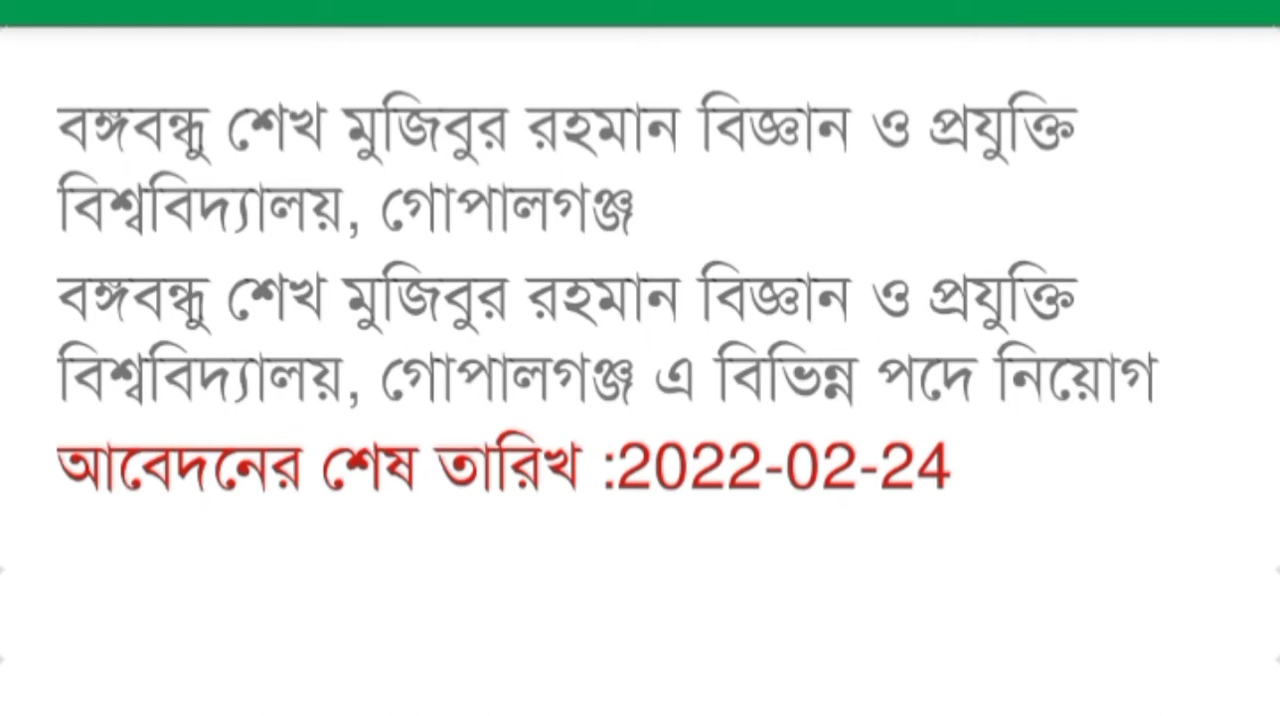 বঙ্গবন্ধু শেখ মুজিবুর রহমান বিজ্ঞান ও প্রযুক্তি
বিশ্ববিদ্যালয়, গোপালগঞ্জ
বঙ্গবন্ধু শেখ মুজিবুর রহমান বিজ্ঞান ও প্রযুক্তি
বিশ্ববিদ্যালয়, গোপালগঞ্জ এ বিভিন্ন পদে নিয়োগ
আবেদনের শেষ তারিখ :2022-02-24